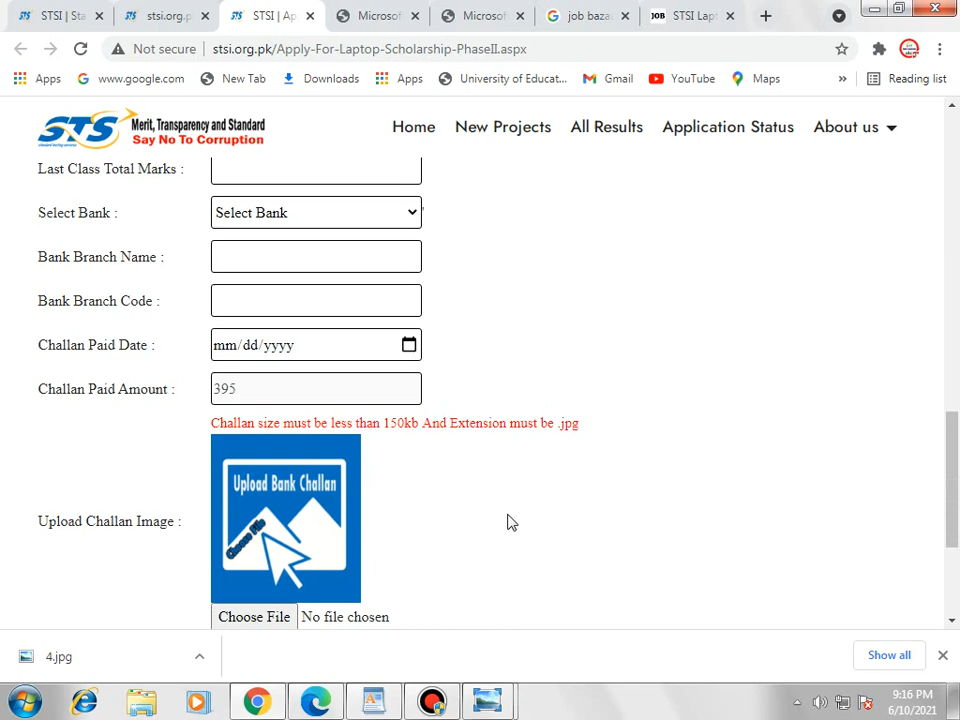 STSI | Sta
stsi.org.p
STSI | Ap
Microsof
Microsof
job baza
JOB STSI Lap
Not secure stsi.org.pk/Apply-For-Laptop-Scholarship-PhaseII.aspx
Apps www.google.com New Tab Downloads Apps University of Educat... Gmail YouTube Maps » Reading list
STS Merit, Transparency and Standard
Say No To Corruption
Home New Projects All Results Application Status About us
Last Class Total Marks :
Select Bank : Select Bank '
Bank Branch Name :
Bank Branch Code :
Challan Paid Date : mm/dd/yyyy
Challan Paid Amount : 395
Challan size must be less than 150kb And Extension must be .jpg
Upload Bank Challan
Choose File
Upload Challan Image :
Choose File No file chosen
4.jpg Show all
9:16 PM
6/10/2021